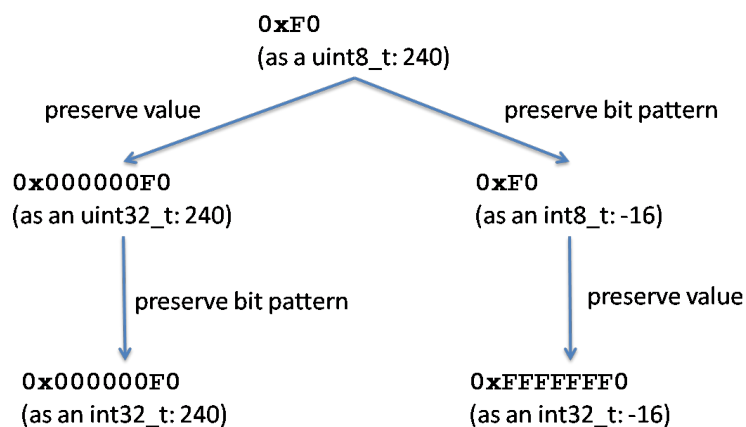 0xF0
(as a uint8_t: 240)
preserve value
preserve bit pattern
0x000000F0
(as an uint32_t: 240)
0xF0
(as an int8_t: -16)
preserve bit pattern
preserve value
0x000000F0
(as an int32_t: 240)
0xFFFFFFF0
(as an int32_t: -16)